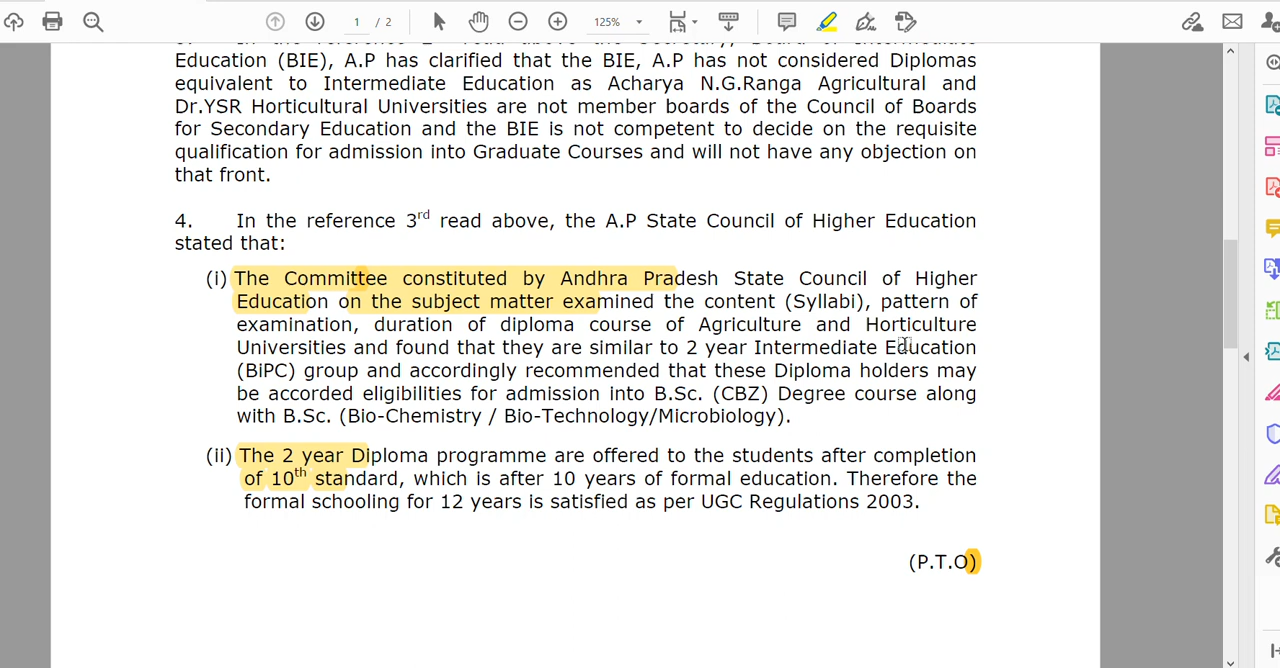 1 / 2
125%
Education (BIE), A.P has clarified that the BIE, A.P has not considered Diplomas
equivalent to Intermediate Education as Acharya N.G.Ranga Agricultural and
Dr.YSR Horticultural Universities are not member boards of the Council of Boards
for Secondary Education and the BIE is not competent to decide on the requisite
qualification for admission into Graduate Courses and will not have any objection on
that front.
4. In the reference 3rd read above, the A.P State Council of Higher Education
stated that:
(i) The Committee constituted by Andhra Pradesh State Council of Higher
Education on the subject matter examined the content (Syllabi), pattern of
examination, duration of diploma course of Agriculture and Horticulture
Universities and found that they are similar to 2 year Intermediate Education
(BiPC) group and accordingly recommended that these Diploma holders may
be accorded eligibilities for admission into B.Sc. (CBZ) Degree course along
with B.Sc. (Bio-Chemistry / Bio-Technology/Microbiology).
(ii) The 2 year Diploma programme are offered to the students after completion
of 10th standard, which is after 10 years of formal education. Therefore the
formal schooling for 12 years is satisfied as per UGC Regulations 2003.
(P.T.O)